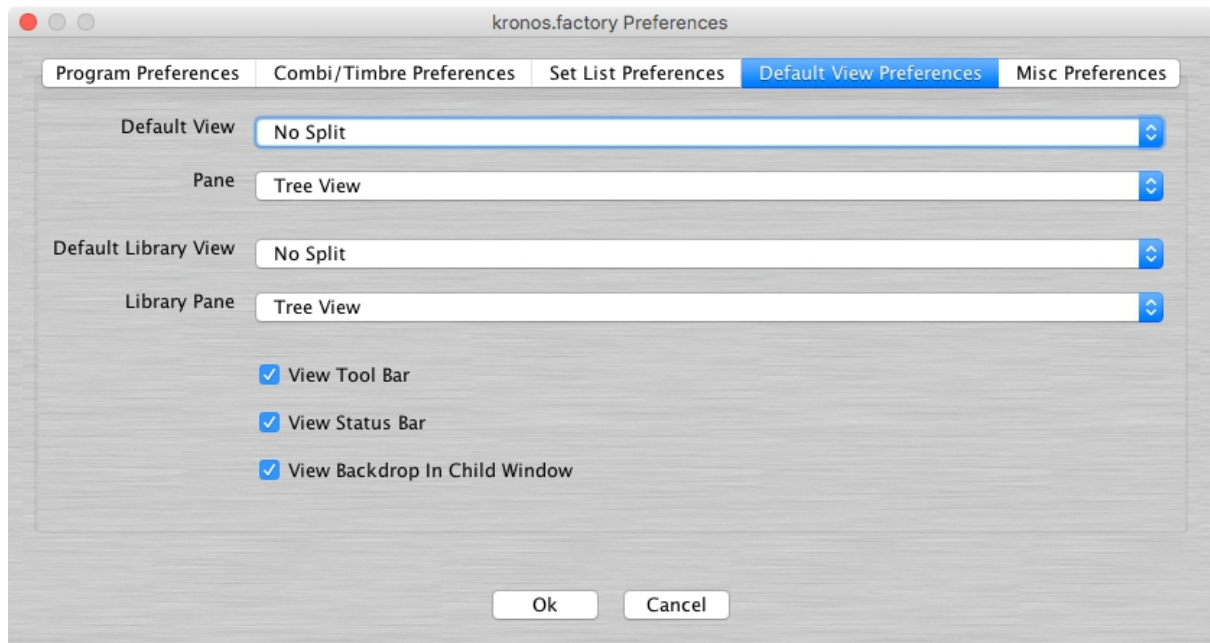 kronos.factory Preferences
Program Preferences Combi/Timbre Preferences Set List Preferences Default View Preferences Misc Preferences
Default View No Split
Pane Tree View
Default Library View No Split
Library Pane Tree View
View Tool Bar
View Status Bar
View Backdrop In Child Window
Ok Cancel